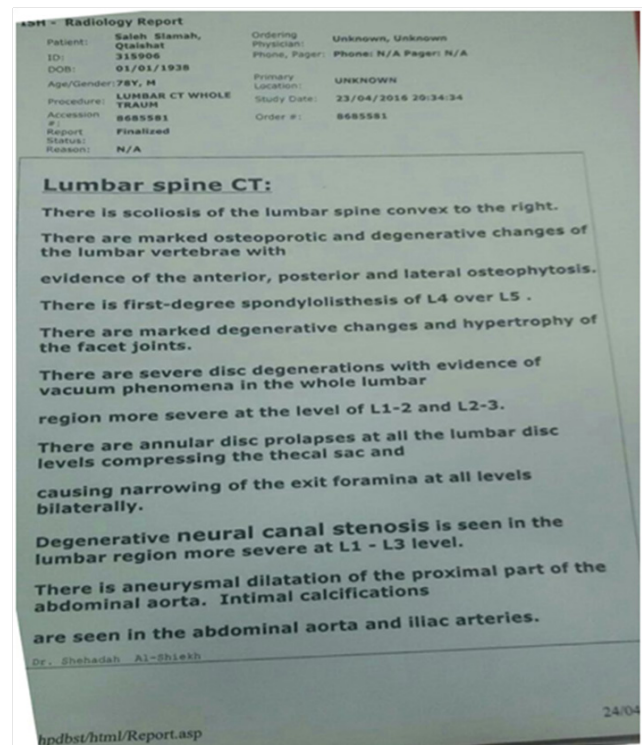 ISH - Radiology Report
Patient: Saleh Slamah, Qtaishat Ordering Physician: Unknown, Unknown
ID: 315906 Phone, Pager: Phone: N/A Pager: N/A
DOB: 01/01/1938
Age/Gender: 78Y, M Primary Location: UNKNOWN
Procedure: LUMBAR CT WHOLE TRAUM Study Date: 23/04/2016 20:34:34
Accession #: 8685581 Order #: 8685581
Report Status: Finalized
Reason: N/A
Lumbar spine CT:
There is scoliosis of the lumbar spine convex to the right.
There are marked osteoporotic and degenerative changes of
the lumbar vertebrae with
evidence of the anterior, posterior and lateral osteophytosis.
There is first-degree spondylolisthesis of L4 over L5 .
There are marked degenerative changes and hypertrophy of
the facet joints.
There are severe disc degenerations with evidence of
vacuum phenomena in the whole lumbar
region more severe at the level of L1-2 and L2-3.
There are annular disc prolapses at all the lumbar disc
levels compressing the thecal sac and
causing narrowing of the exit foramina at all levels
bilaterally.
Degenerative neural canal stenosis is seen in the
lumbar region more severe at L1 - L3 level.
There is aneurysmal dilatation of the proximal part of the
abdominal aorta. Intimal calcifications
are seen in the abdominal aorta and iliac arteries.
Dr. Shehadah Al-Shiekh
24/04
hpdbst/html/Report.asp